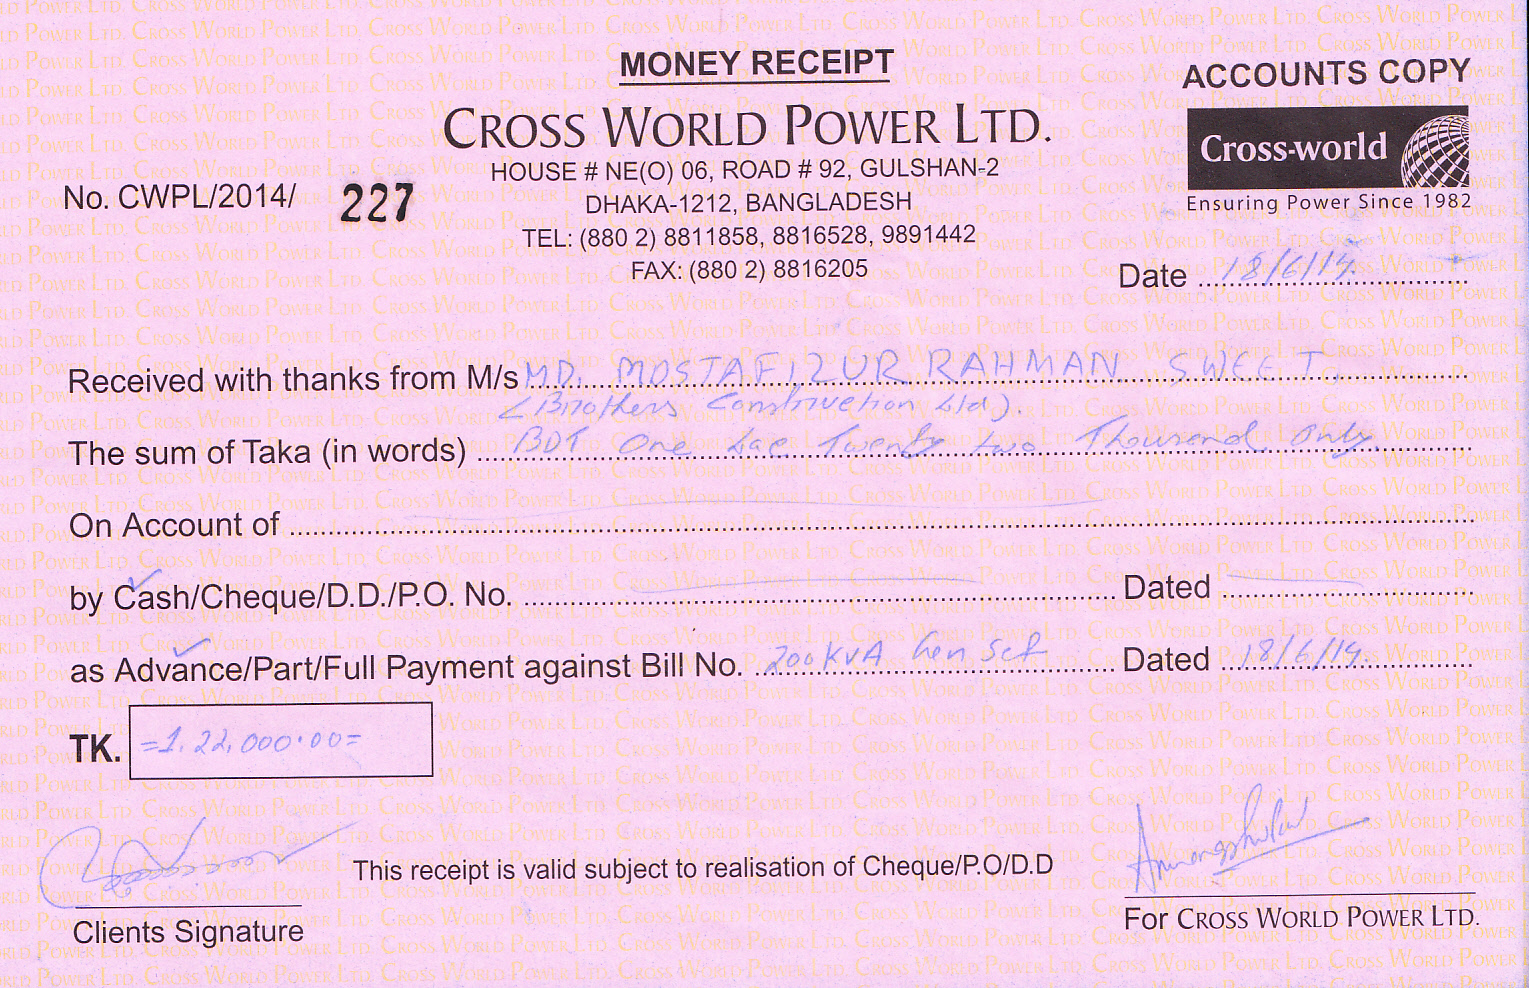 MONEY RECEIPT
ACCOUNTS COPY
CROSS WORLD POWER LTD.
Cross-world
Ensuring Power Since 1982
HOUSE # NE(O) 06, ROAD # 92, GULSHAN-2
DHAKA-1212, BANGLADESH
TEL: (880 2) 8811858, 8816528, 9891442
FAX: (880 2) 8816205
No. CWPL/2014/ 227
Date 18/6/14.
Received with thanks from M/s MD. MOSTAFIZUR RAHMAN SWEET,
(Brothers Construction Ltd).
The sum of Taka (in words) BDT One Lac Twenty two Thousand Only
On Account of
by Cash/Cheque/D.D./P.O. No. Dated
as Advance/Part/Full Payment against Bill No. 200 KVA Gen Set Dated 18/6/14.
TK. =1,22,000.00=
This receipt is valid subject to realisation of Cheque/P.O/D.D
Clients Signature
For CROSS WORLD POWER LTD.